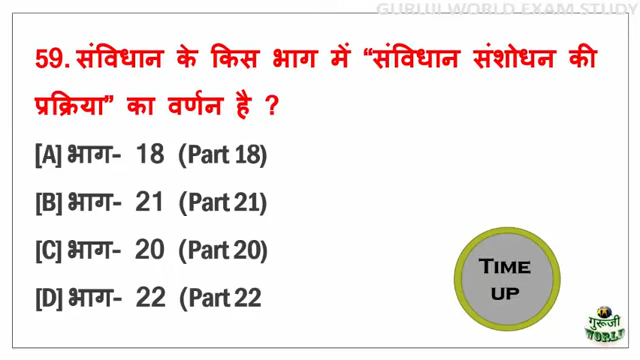 GURUJI WORLD EXAM STUDY
59. संविधान के किस भाग में “संविधान संशोधन की
प्रक्रिया” का वर्णन है ?
[A] भाग- 18 (Part 18)
[B] भाग- 21 (Part 21)
[C] भाग- 20 (Part 20)
[D] भाग- 22 (Part 22
TIME
UP
गुरूजी
WORLD